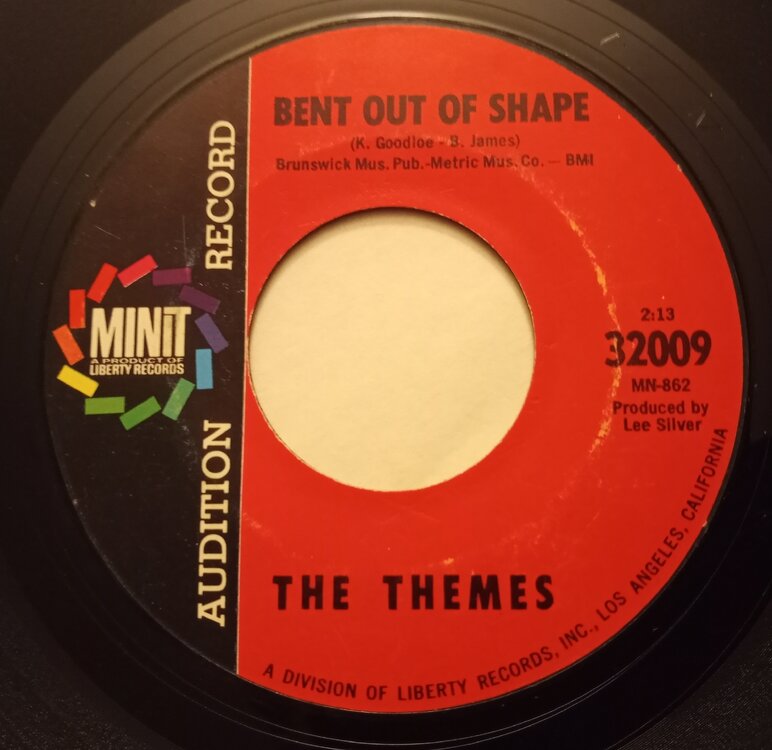 BENT OUT OF SHAPE
(K. Goodloe - B. James)
Brunswick Mus. Pub.-Metric Mus. Co. — BMI
AUDITION RECORD
MINIT
A PRODUCT OF
LIBERTY RECORDS
2:13
32009
MN-862
Produced by
Lee Silver
THE THEMES
A DIVISION OF LIBERTY RECORDS, INC., LOS ANGELES, CALIFORNIA